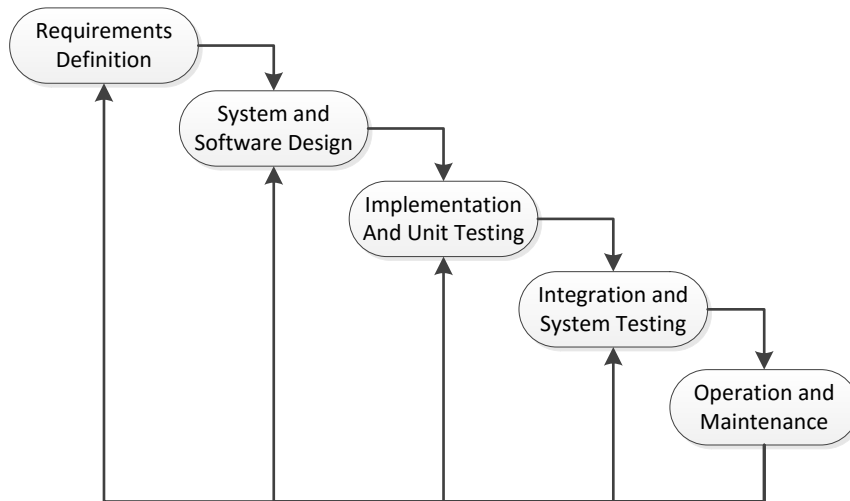 Requirements
Definition
System and
Software Design
Implementation
And Unit Testing
Integration and
System Testing
Operation and
Maintenance